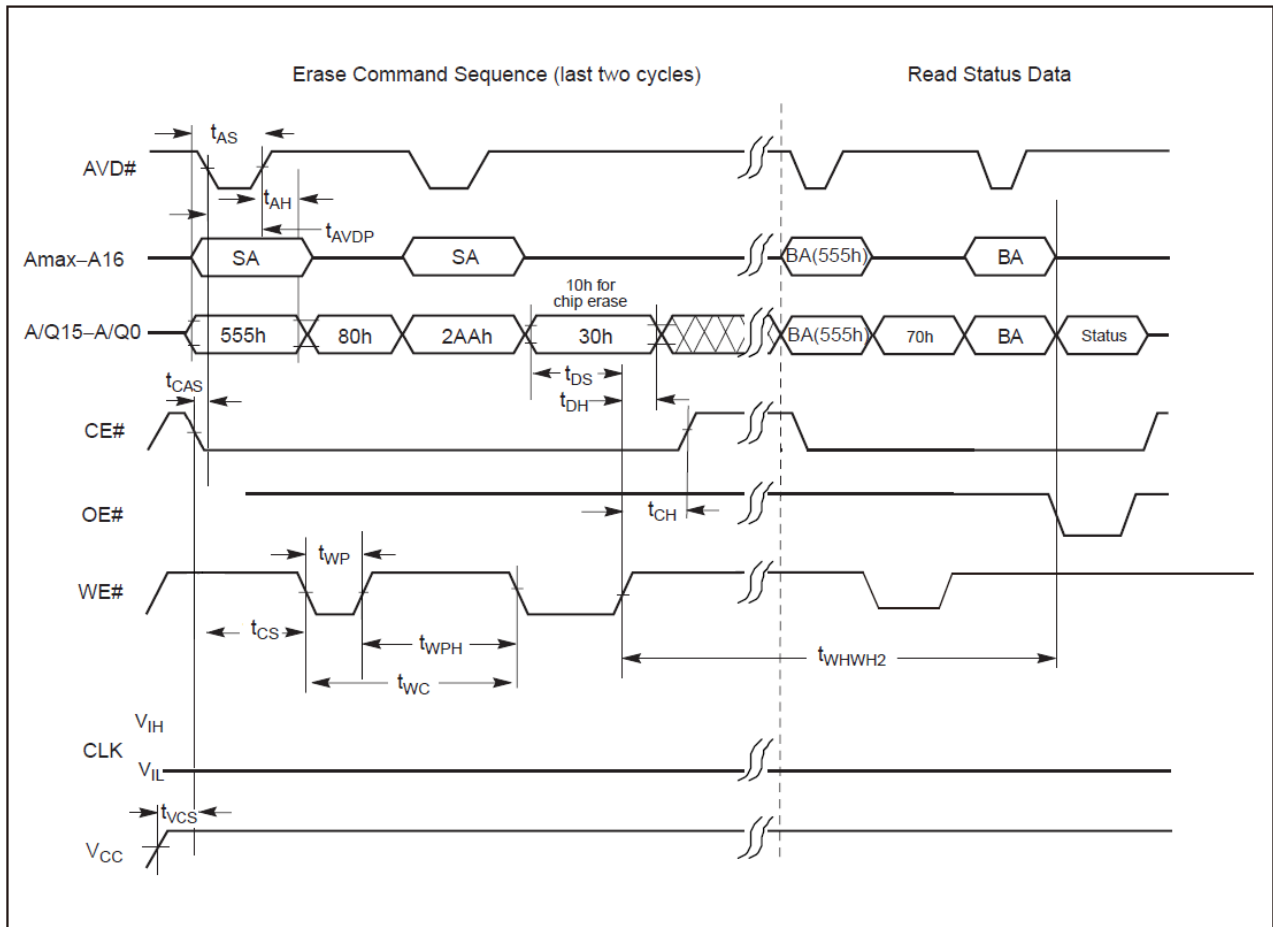 Erase Command Sequence (last two cycles)
Read Status Data
tAS
AVD#
tAH
tAVDP
Amax–A16
SA
SA
BA(555h)
BA
10h for
chip erase
A/Q15–A/Q0
555h
80h
2AAh
30h
BA(555h)
70h
BA
Status
tCAS
tDS
tDH
CE#
OE#
tCH
tWP
WE#
tCS
tWPH
tWHWH2
tWC
VIH
CLK
VIL
tVCS
VCC